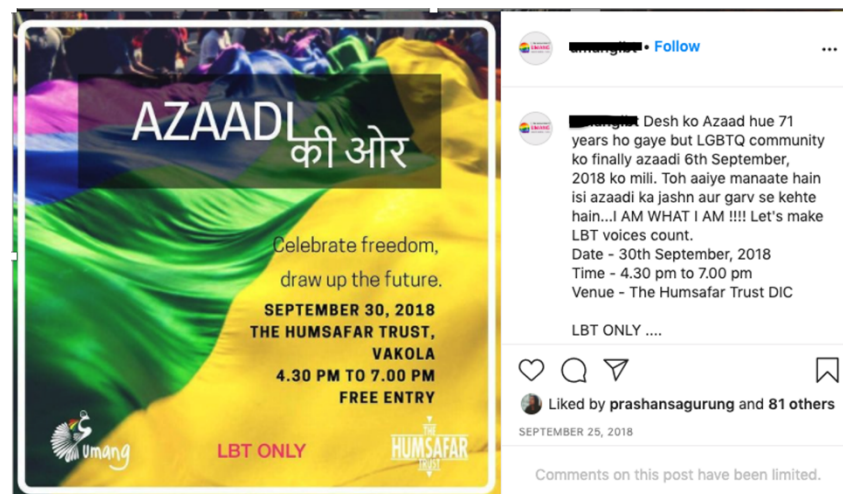 AZAADI
की ओर
Celebrate freedom,
draw up the future.
SEPTEMBER 30, 2018
THE HUMSAFAR TRUST,
VAKOLA
4.30 PM TO 7.00 PM
FREE ENTRY
umang
LBT ONLY
THE
HUMSAFAR
TRUST
• Follow
Desh ko Azaad hue 71
years ho gaye but LGBTQ community
ko finally azaadi 6th September,
2018 ko mili. Toh aaiye manaate hain
isi azaadi ka jashn aur garv se kehte
hain...I AM WHAT I AM !!!! Let's make
LBT voices count.
Date - 30th September, 2018
Time - 4.30 pm to 7.00 pm
Venue - The Humsafar Trust DIC
LBT ONLY ....
Liked by prashansagurung and 81 others
SEPTEMBER 25, 2018
Comments on this post have been limited.